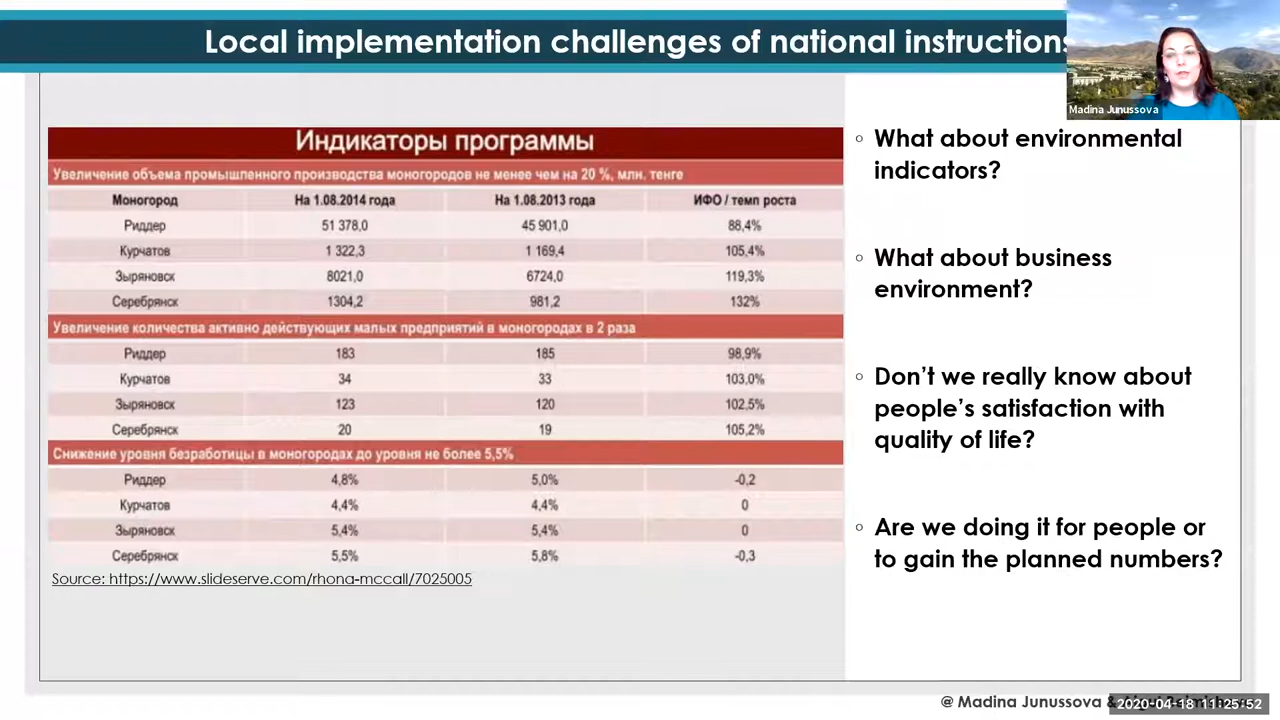 Local implementation challenges of national instructions
Madina Junussova
Индикаторы программы
Увеличение объема промышленного производства моногородов не менее чем на 20 %, млн. тенге
Моногород На 1.08.2014 года На 1.08.2013 года ИФО / темп роста
Риддер 51 378,0 45 901,0 88,4%
Курчатов 1 322,3 1 169,4 105,4%
Зыряновск 8021,0 6724,0 119,3%
Серебрянск 1304,2 981,2 132%
Увеличение количества активно действующих малых предприятий в моногородах в 2 раза
Риддер 183 185 98,9%
Курчатов 34 33 103,0%
Зыряновск 123 120 102,5%
Серебрянск 20 19 105,2%
Снижение уровня безработицы в моногородах до уровня не более 5,5%
Риддер 4,8% 5,0% -0,2
Курчатов 4,4% 4,4% 0
Зыряновск 5,4% 5,4% 0
Серебрянск 5,5% 5,8% -0,3
Source: https://www.slideserve.com/rhona-mccall/7025005
◦ What about environmental
indicators?
◦ What about business
environment?
◦ Don’t we really know about
people’s satisfaction with
quality of life?
◦ Are we doing it for people or
to gain the planned numbers?
@ Madina Junussova &
2020-04-18 11:25:52